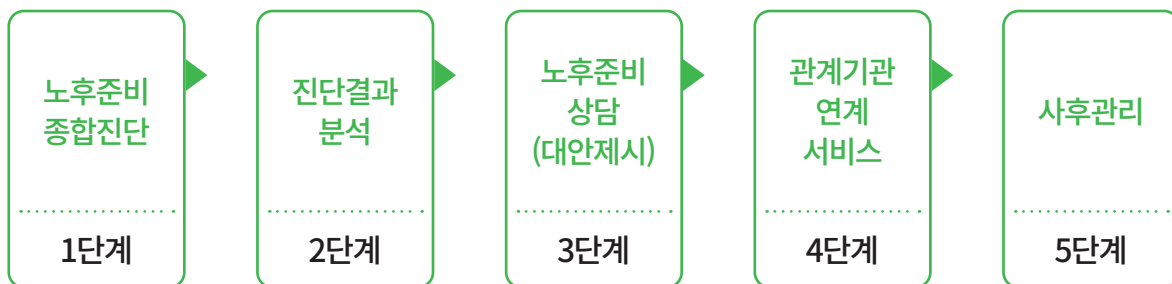 노후준비
종합진단
1단계
진단결과
분석
2단계
노후준비
상담
(대안제시)
3단계
관계기관
연계
서비스
4단계
사후관리
5단계